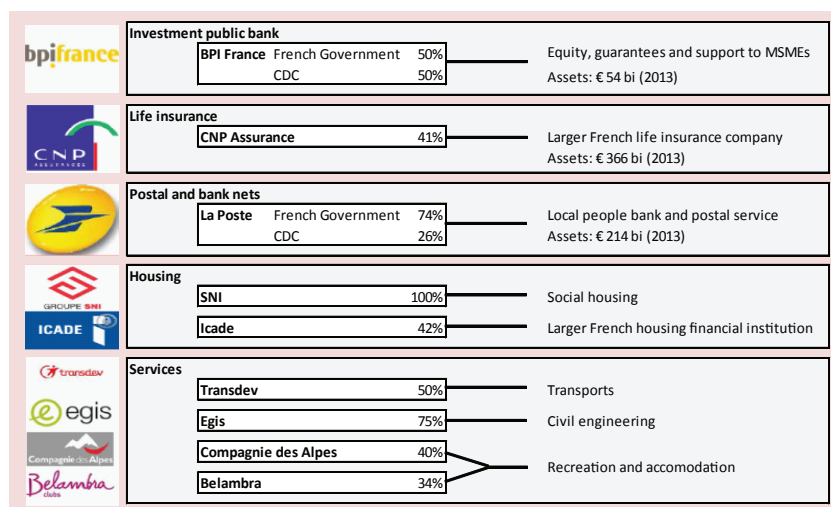 bpifrance
Investment public bank
BPI France French Government 50%
CDC 50%
Equity, guarantees and support to MSMEs
Assets: € 54 bi (2013)
CNP
ASSURANCES
Life insurance
CNP Assurance 41%
Larger French life insurance company
Assets: € 366 bi (2013)
Postal and bank nets
La Poste French Government 74%
CDC 26%
Local people bank and postal service
Assets: € 214 bi (2013)
GROUPE SNI
ICADE
Housing
SNI 100% Social housing
Icade 42% Larger French housing financial institution
transdev
egis
Compagnie des Alpes
Belambra
clubs
Services
Transdev 50% Transports
Egis 75% Civil engineering
Compagnie des Alpes 40%
Belambra 34%
Recreation and accomodation